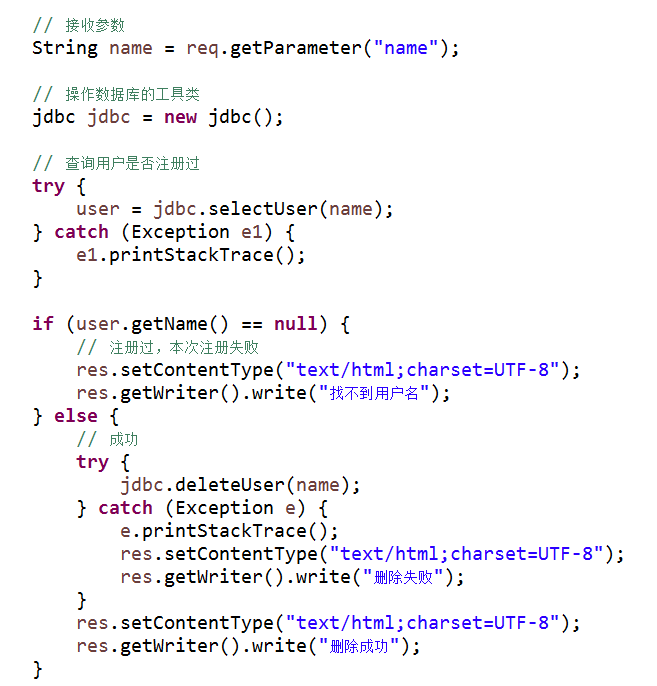 // 接收参数
String name = req.getParameter("name");

// 操作数据库的工具类
jdbc jdbc = new jdbc();

// 查询用户是否注册过
try {
    user = jdbc.selectUser(name);
} catch (Exception e1) {
    e1.printStackTrace();
}

if (user.getName() == null) {
    // 注册过，本次注册失败
    res.setContentType("text/html;charset=UTF-8");
    res.getWriter().write("找不到用户名");
} else {
    // 成功
    try {
        jdbc.deleteUser(name);
    } catch (Exception e) {
        e.printStackTrace();
        res.setContentType("text/html;charset=UTF-8");
        res.getWriter().write("删除失败");
    }
    res.setContentType("text/html;charset=UTF-8");
    res.getWriter().write("删除成功");
}